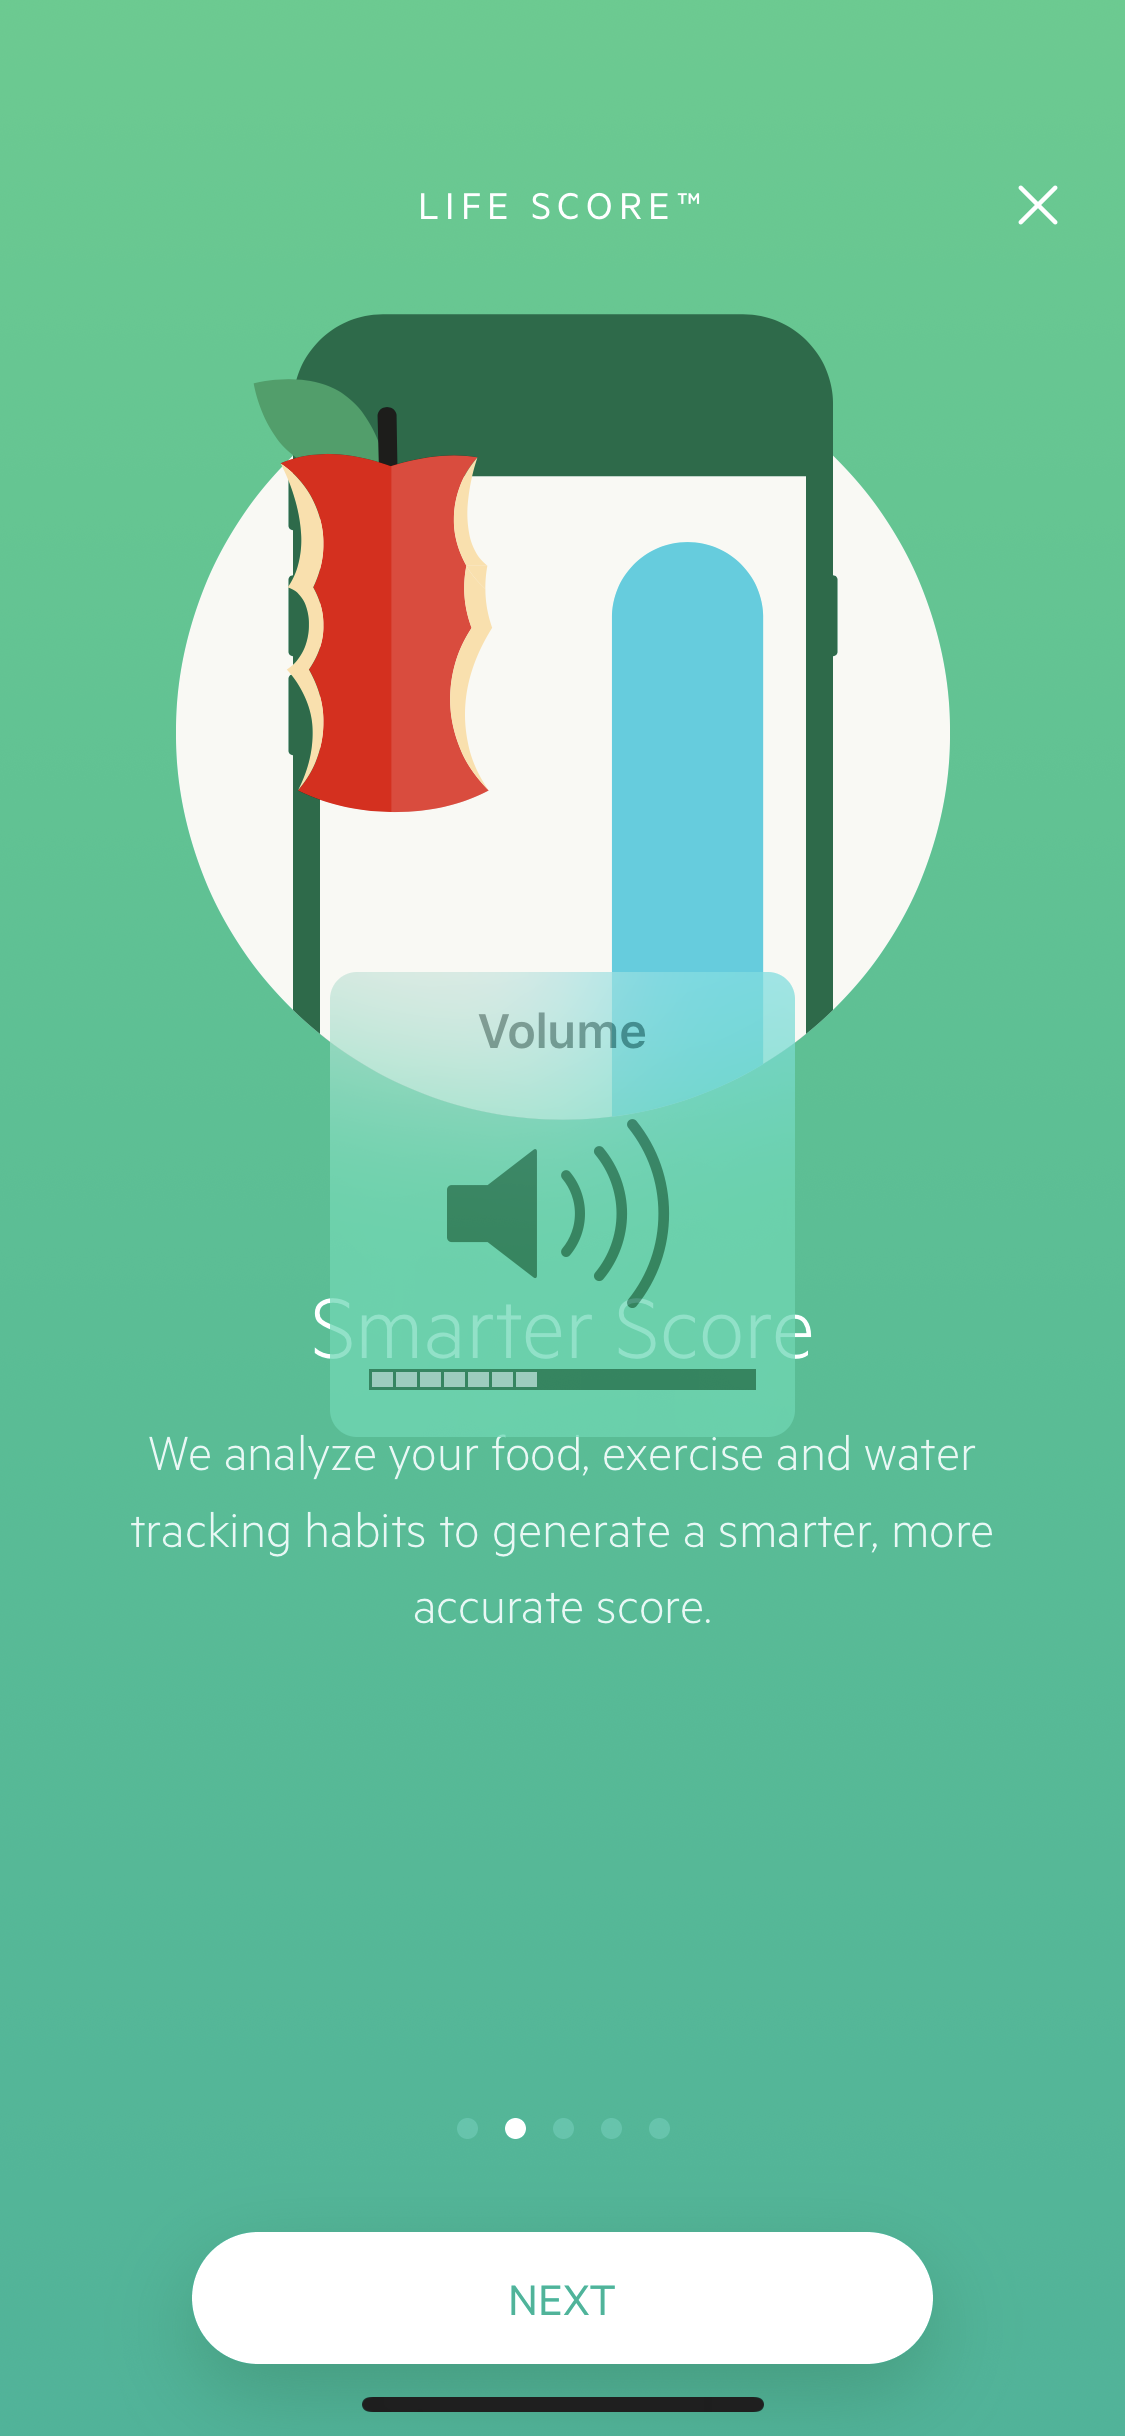 LIFE SCORE™
Volume
Smarter Score
We analyze your food, exercise and water
tracking habits to generate a smarter, more
accurate score.
NEXT